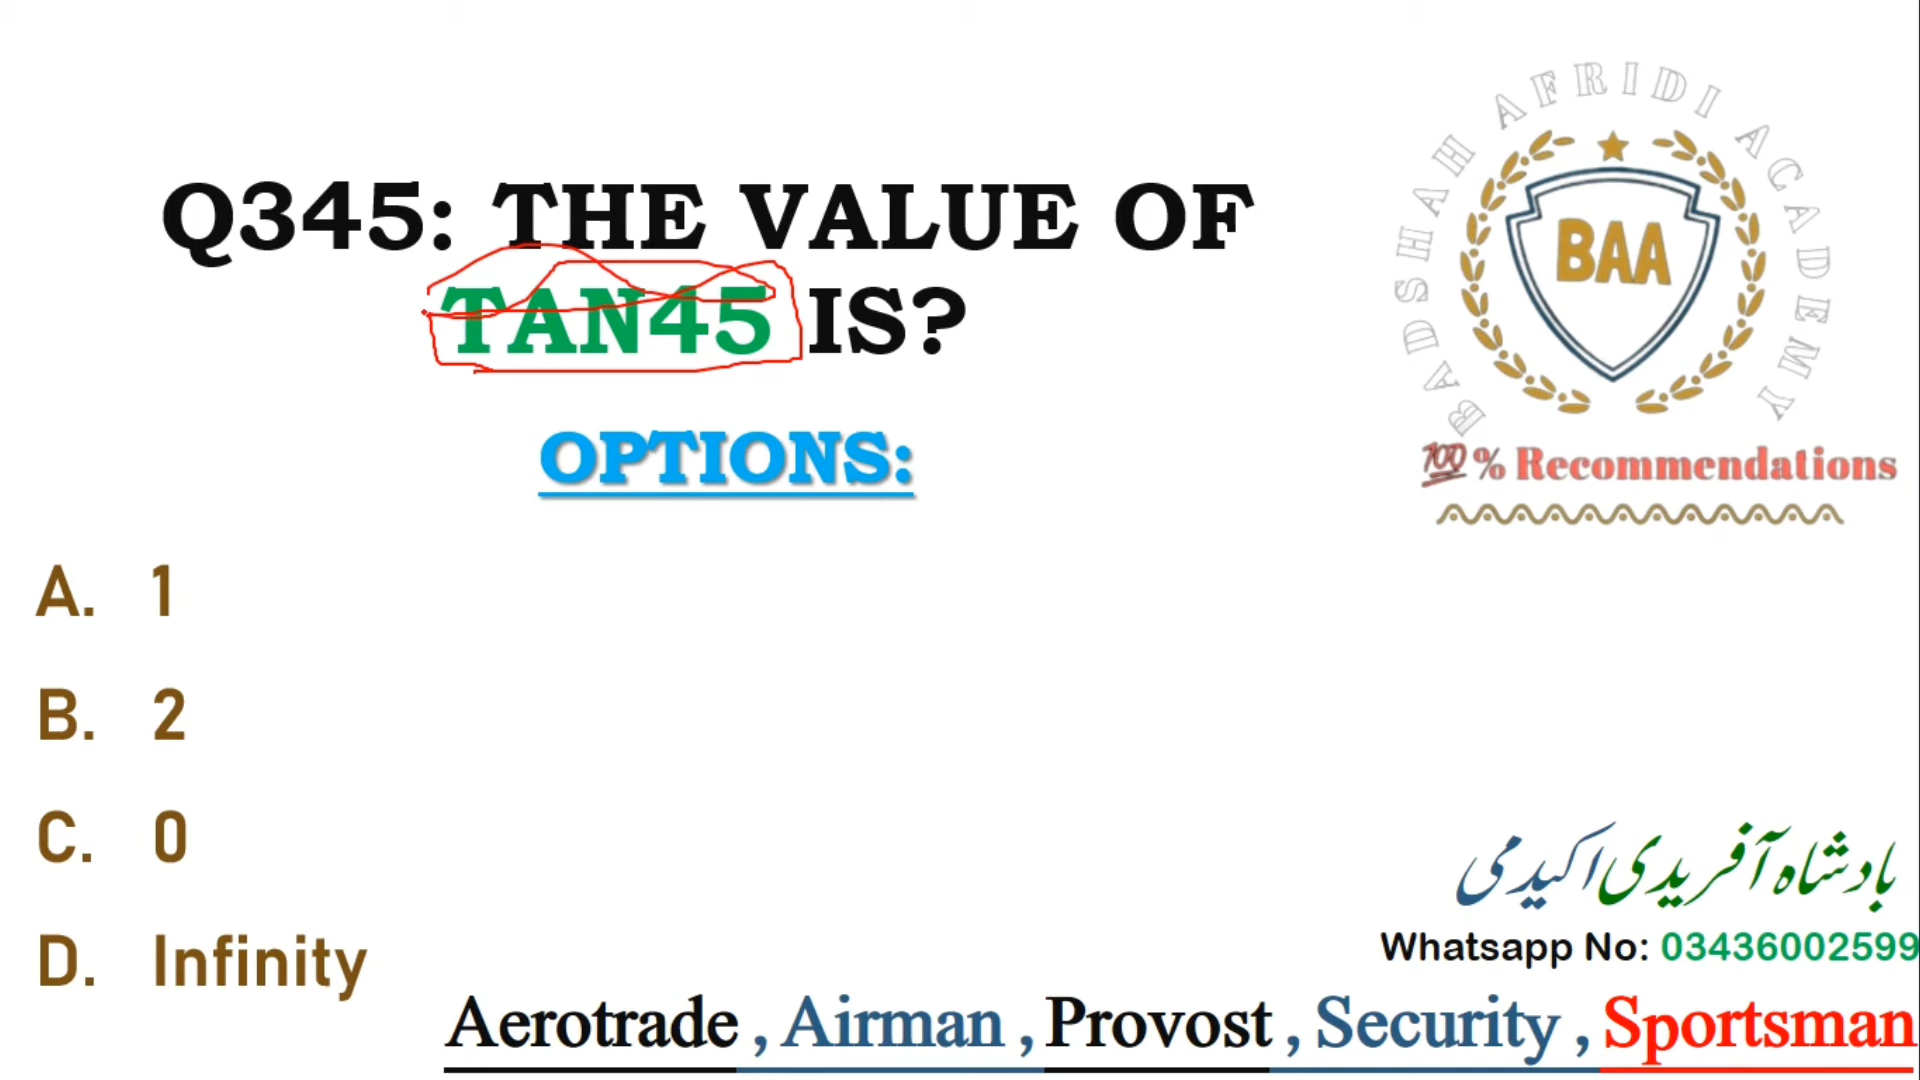 BADSHAH AFRIDI ACADEMY
Q345: THE VALUE OF
TAN45 IS?
BAA
OPTIONS:
100% Recommendations
A. 1
B. 2
C. 0
D. Infinity
بادشاہ آفریدی اکیڈمی
Whatsapp No: 03436002599
Aerotrade , Airman , Provost , Security , Sportsman